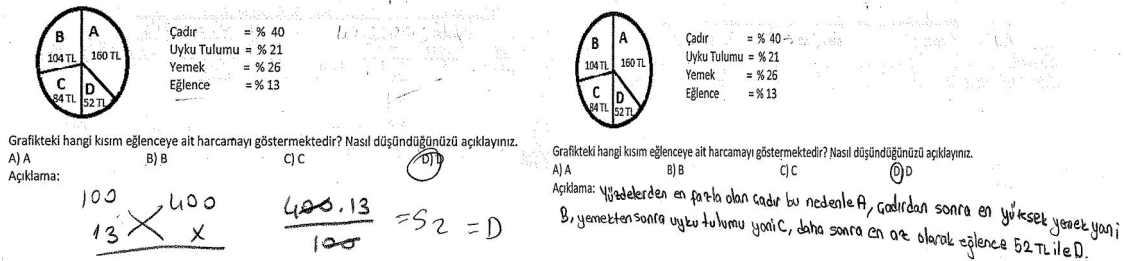 B A
104 TL 160 TL
C D
84 TL 52 TL
Çadır = % 40
Uyku Tulumu = % 21
Yemek = % 26
Eğlence = % 13
Grafikteki hangi kısım eğlenceye ait harcamayı göstermektedir? Nasıl düşündüğünüzü açıklayınız.
A) A B) B C) C D) D
Açıklama:
100 400
13 x
400.13
100
=52 =D
B A
104 TL 160 TL
C D
84 TL 52 TL
Çadır = % 40
Uyku Tulumu = % 21
Yemek = % 26
Eğlence = % 13
Grafikteki hangi kısım eğlenceye ait harcamayı göstermektedir? Nasıl düşündüğünüzü açıklayınız.
A) A B) B C) C D) D
Açıklama: Yüzdelerden en fazla olan çadır bu nedenle A, çadırdan sonra en yüksek yemek yani
B, yemekten sonra uyku tulumu yani C, daha sonra en az olarak eğlence 52 TL ile D.